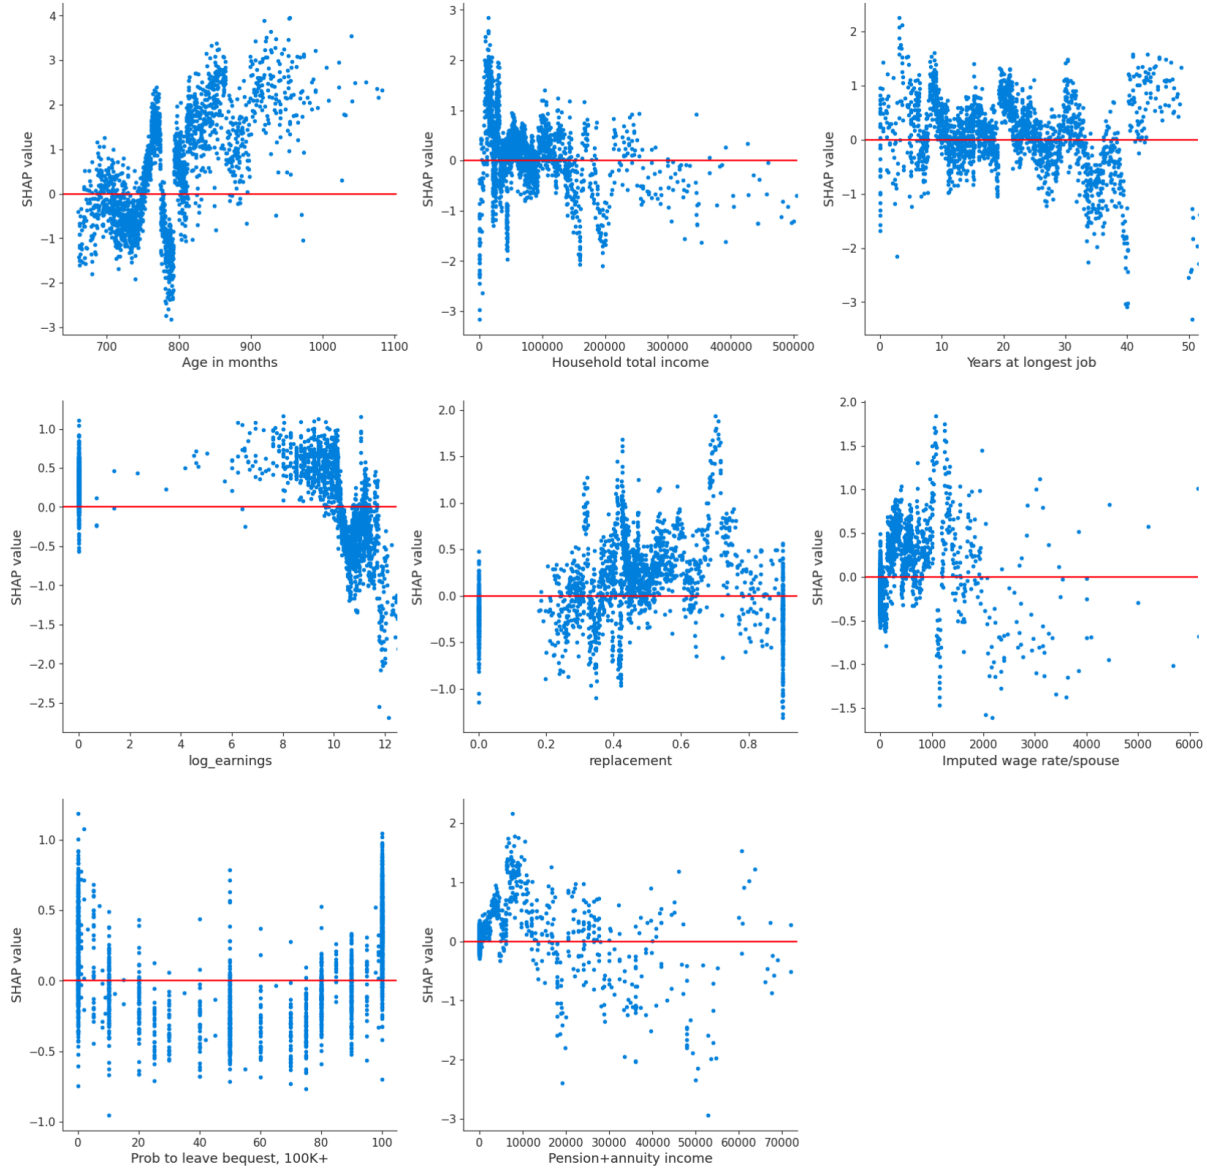 4
3
2
1
0
−1
−2
−3
SHAP value
700 800 900 1000 1100
Age in months
3
2
1
0
−1
−2
−3
SHAP value
0 100000 200000 300000 400000 500000
Household total income
2
1
0
−1
−2
−3
SHAP value
0 10 20 30 40 50
Years at longest job
1.0
0.5
0.0
−0.5
−1.0
−1.5
−2.0
−2.5
SHAP value
0 2 4 6 8 10 12
log_earnings
2.0
1.5
1.0
0.5
0.0
−0.5
−1.0
SHAP value
0.0 0.2 0.4 0.6 0.8
replacement
2.0
1.5
1.0
0.5
0.0
−0.5
−1.0
−1.5
SHAP value
0 1000 2000 3000 4000 5000 6000
Imputed wage rate/spouse
1.0
0.5
0.0
−0.5
−1.0
SHAP value
0 20 40 60 80 100
Prob to leave bequest, 100K+
2
1
0
−1
−2
−3
SHAP value
0 10000 20000 30000 40000 50000 60000 70000
Pension+annuity income